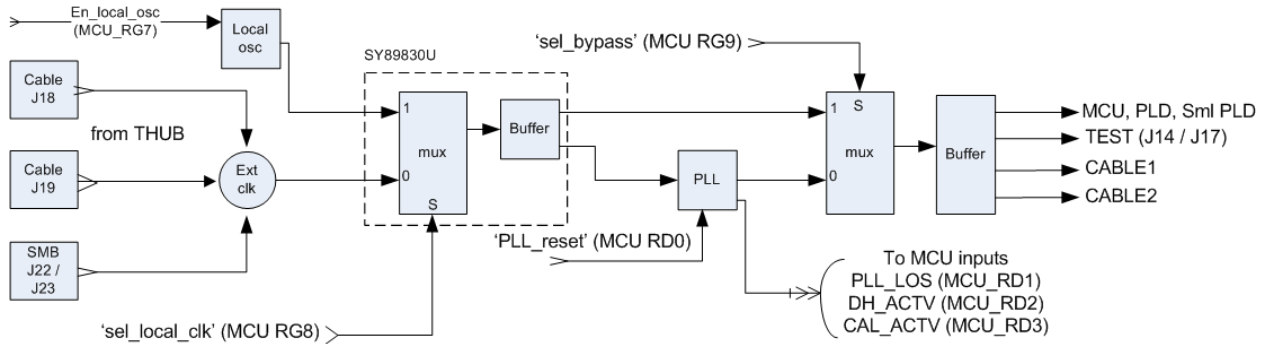 En_local_osc
(MCU_RG7)
Local
osc
SY89830U
'sel_bypass' (MCU RG9)
Cable
J18
from THUB
Cable
J19
SMB
J22 /
J23
Ext
clk
1
mux
0
S
Buffer
PLL
'PLL_reset' (MCU RD0)
'sel_local_clk' (MCU RG8)
S
1
mux
0
Buffer
MCU, PLD, Sml PLD
TEST (J14 / J17)
CABLE1
CABLE2
To MCU inputs
PLL_LOS (MCU_RD1)
DH_ACTV (MCU_RD2)
CAL_ACTV (MCU_RD3)